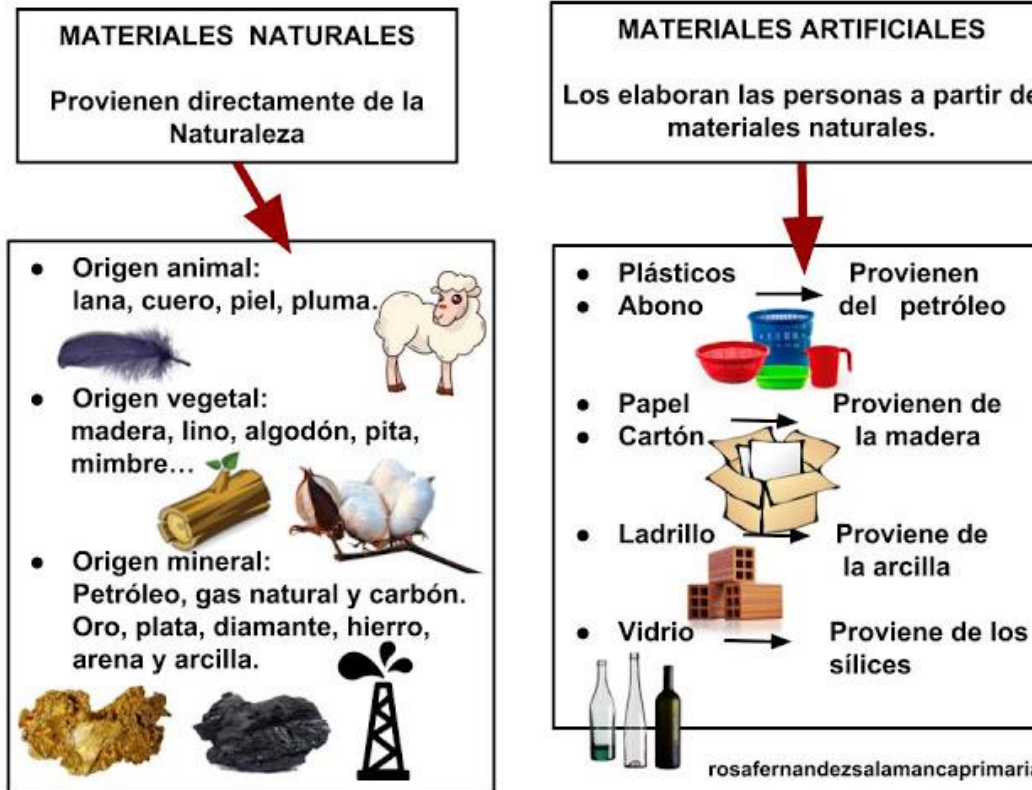 MATERIALES NATURALES
Provienen directamente de la
Naturaleza
• Origen animal:
lana, cuero, piel, pluma.
• Origen vegetal:
madera, lino, algodón, pita,
mimbre...
• Origen mineral:
Petróleo, gas natural y carbón.
Oro, plata, diamante, hierro,
arena y arcilla.
MATERIALES ARTIFICIALES
Los elaboran las personas a partir de
materiales naturales.
• Plásticos Provienen
• Abono del petróleo
• Papel Provienen de
• Cartón la madera
• Ladrillo Proviene de
la arcilla
• Vidrio Proviene de los
sílices
rosafernandezsalamancaprimaria